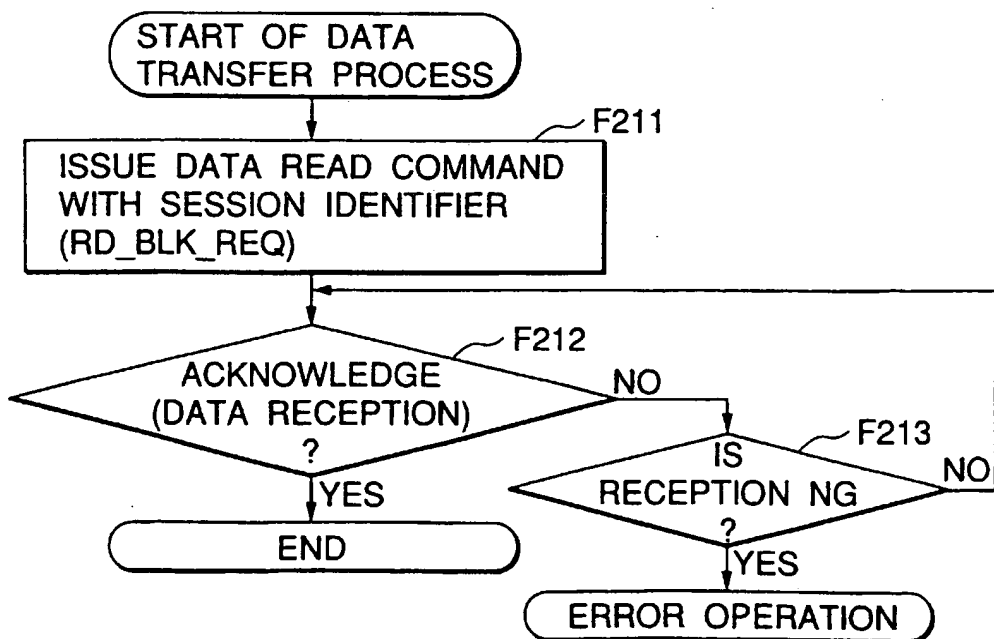 START OF DATA
TRANSFER PROCESS
F211
ISSUE DATA READ COMMAND
WITH SESSION IDENTIFIER
(RD_BLK_REQ)
F212
ACKNOWLEDGE
(DATA RECEPTION)
?
NO
YES
END
F213
IS
RECEPTION NG
?
NO
YES
ERROR OPERATION